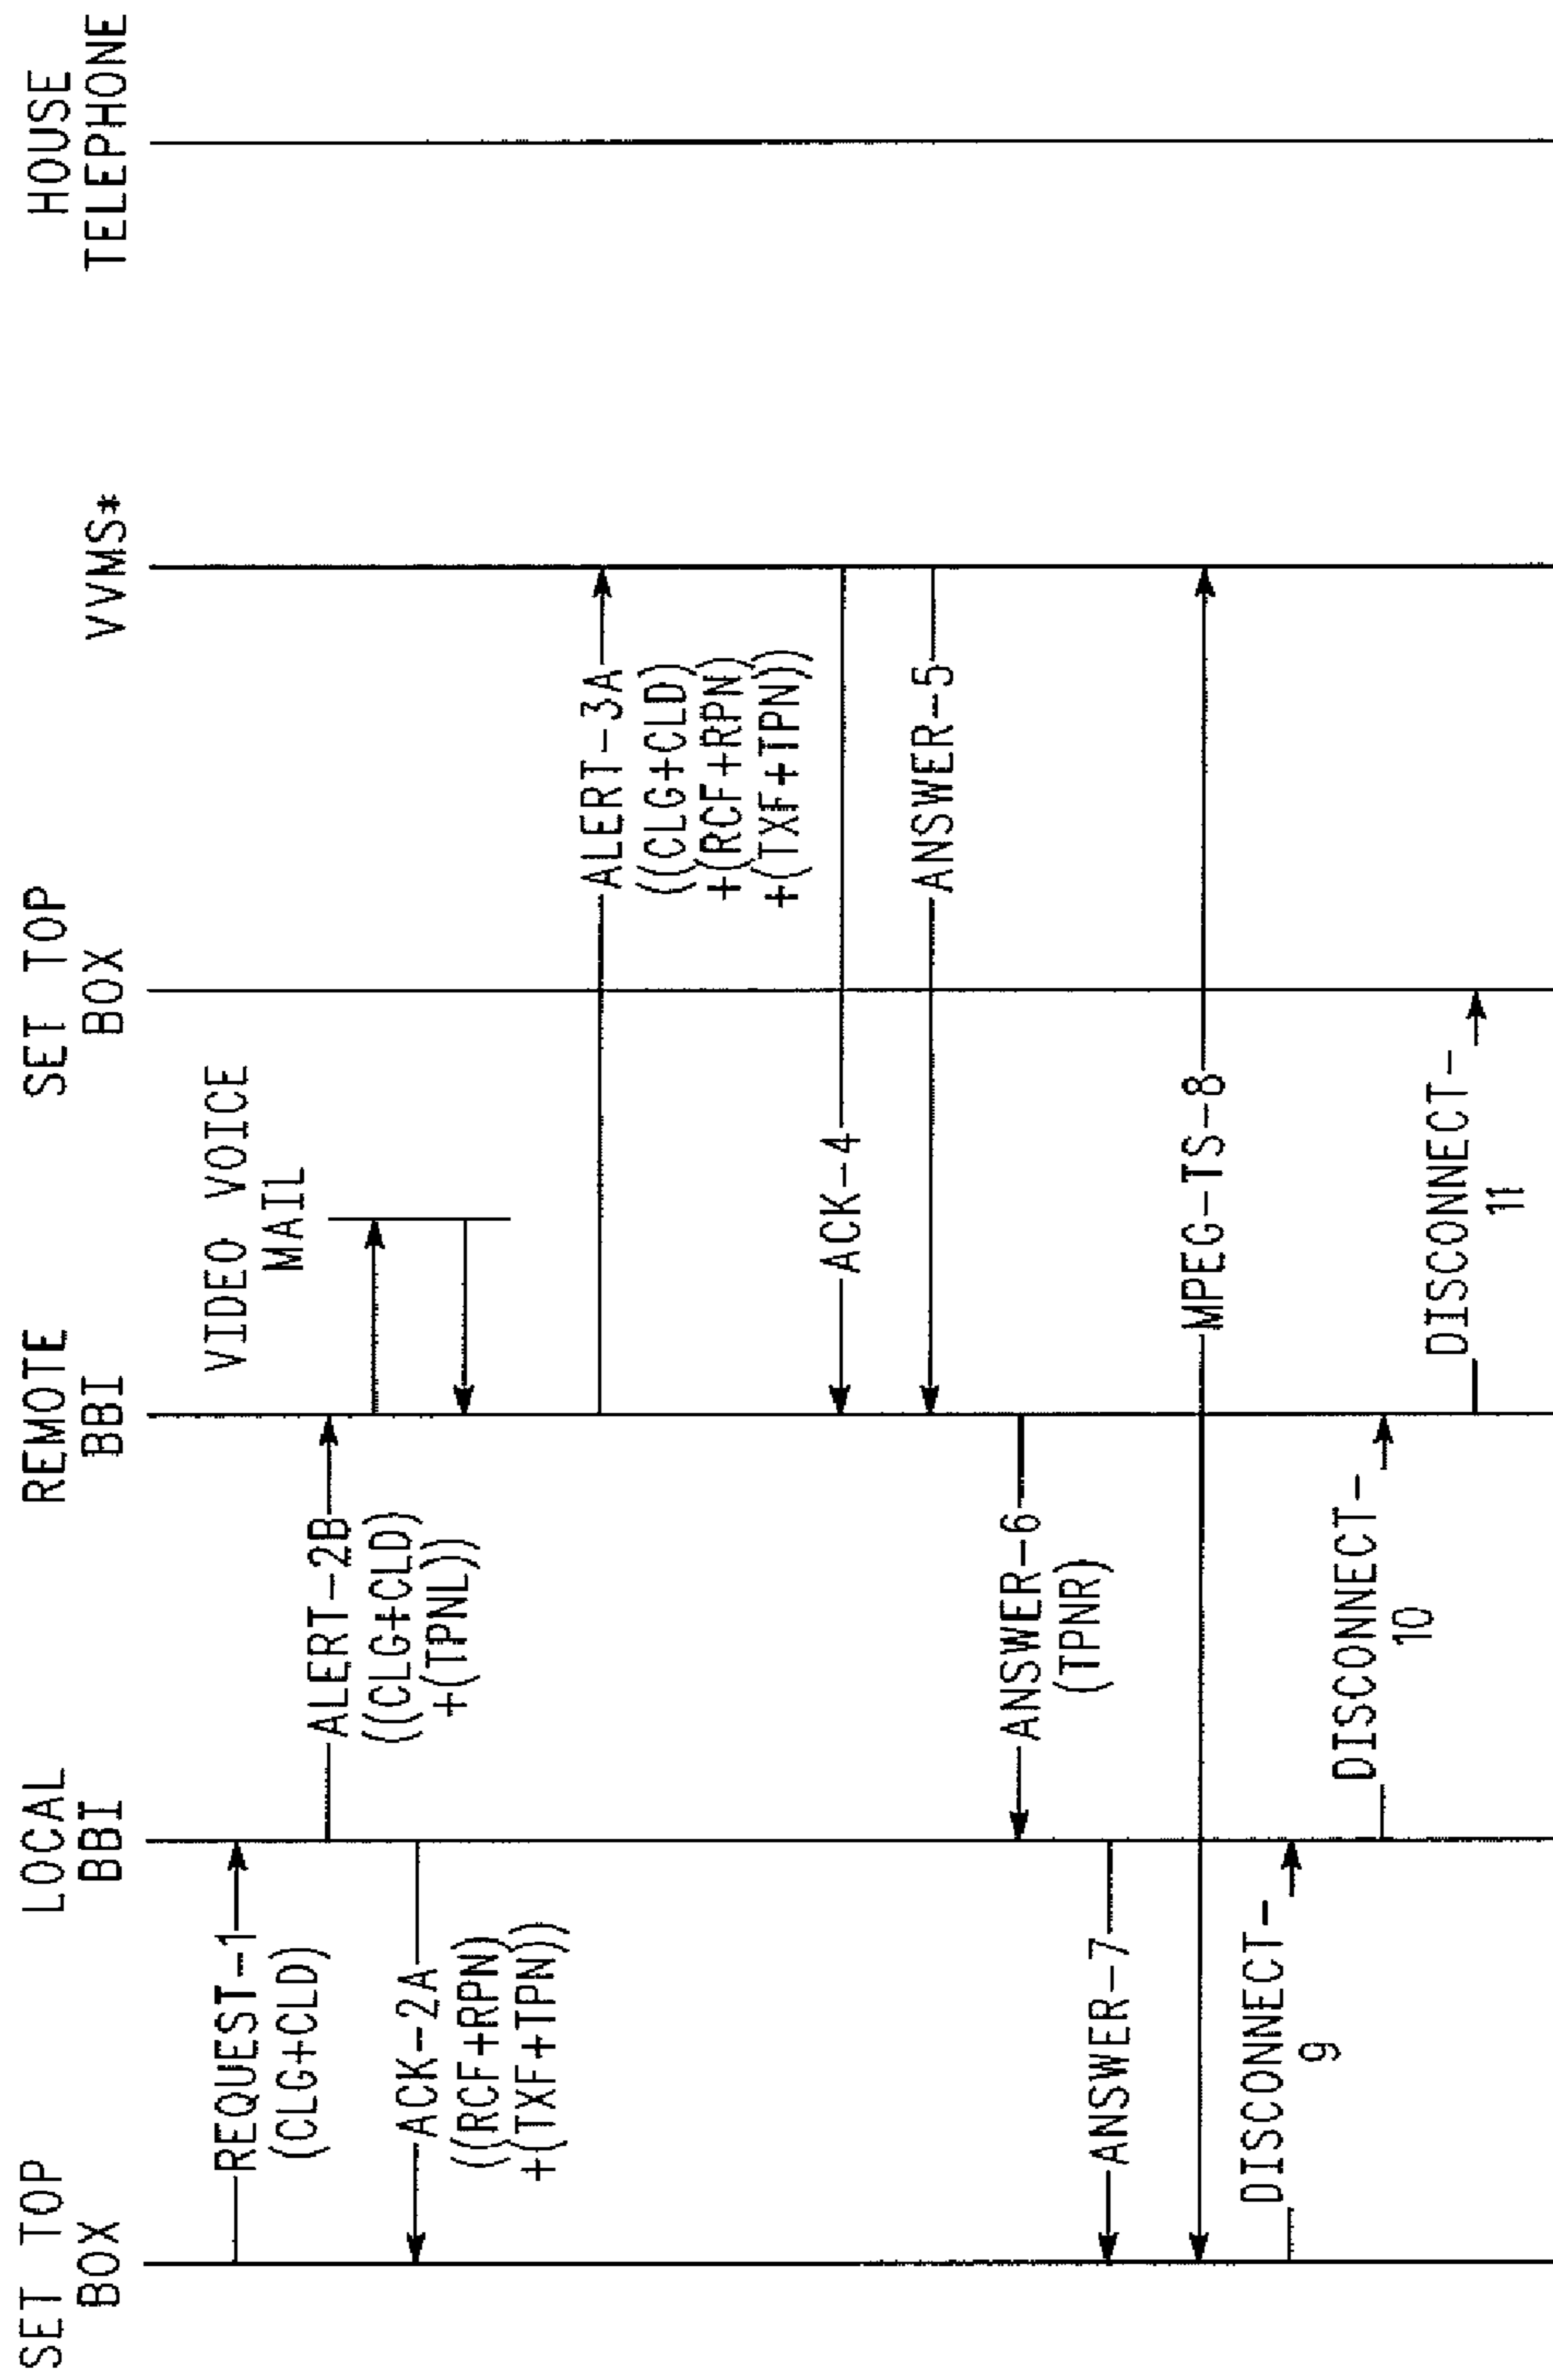 SET TOP
BOX
LOCAL
BBI
REMOTE
BBI
SET TOP
BOX
VVMS*
HOUSE
TELEPHONE
VIDEO VOICE
MAIL
REQUEST-1
(CLG+CLD)
ALERT-2B
((CLG+CLD)
+(TPNL))
ACK-2A
((RCF+RPN)
+(TXF+TPN))
ALERT-3A
((CLG+CLD)
+(RCF+RPN)
+(TXF+TPN))
ACK-4
ANSWER-5
ANSWER-6
(TPNR)
ANSWER-7
MPEG-TS-8
DISCONNECT-
9
DISCONNECT-
10
DISCONNECT-
11